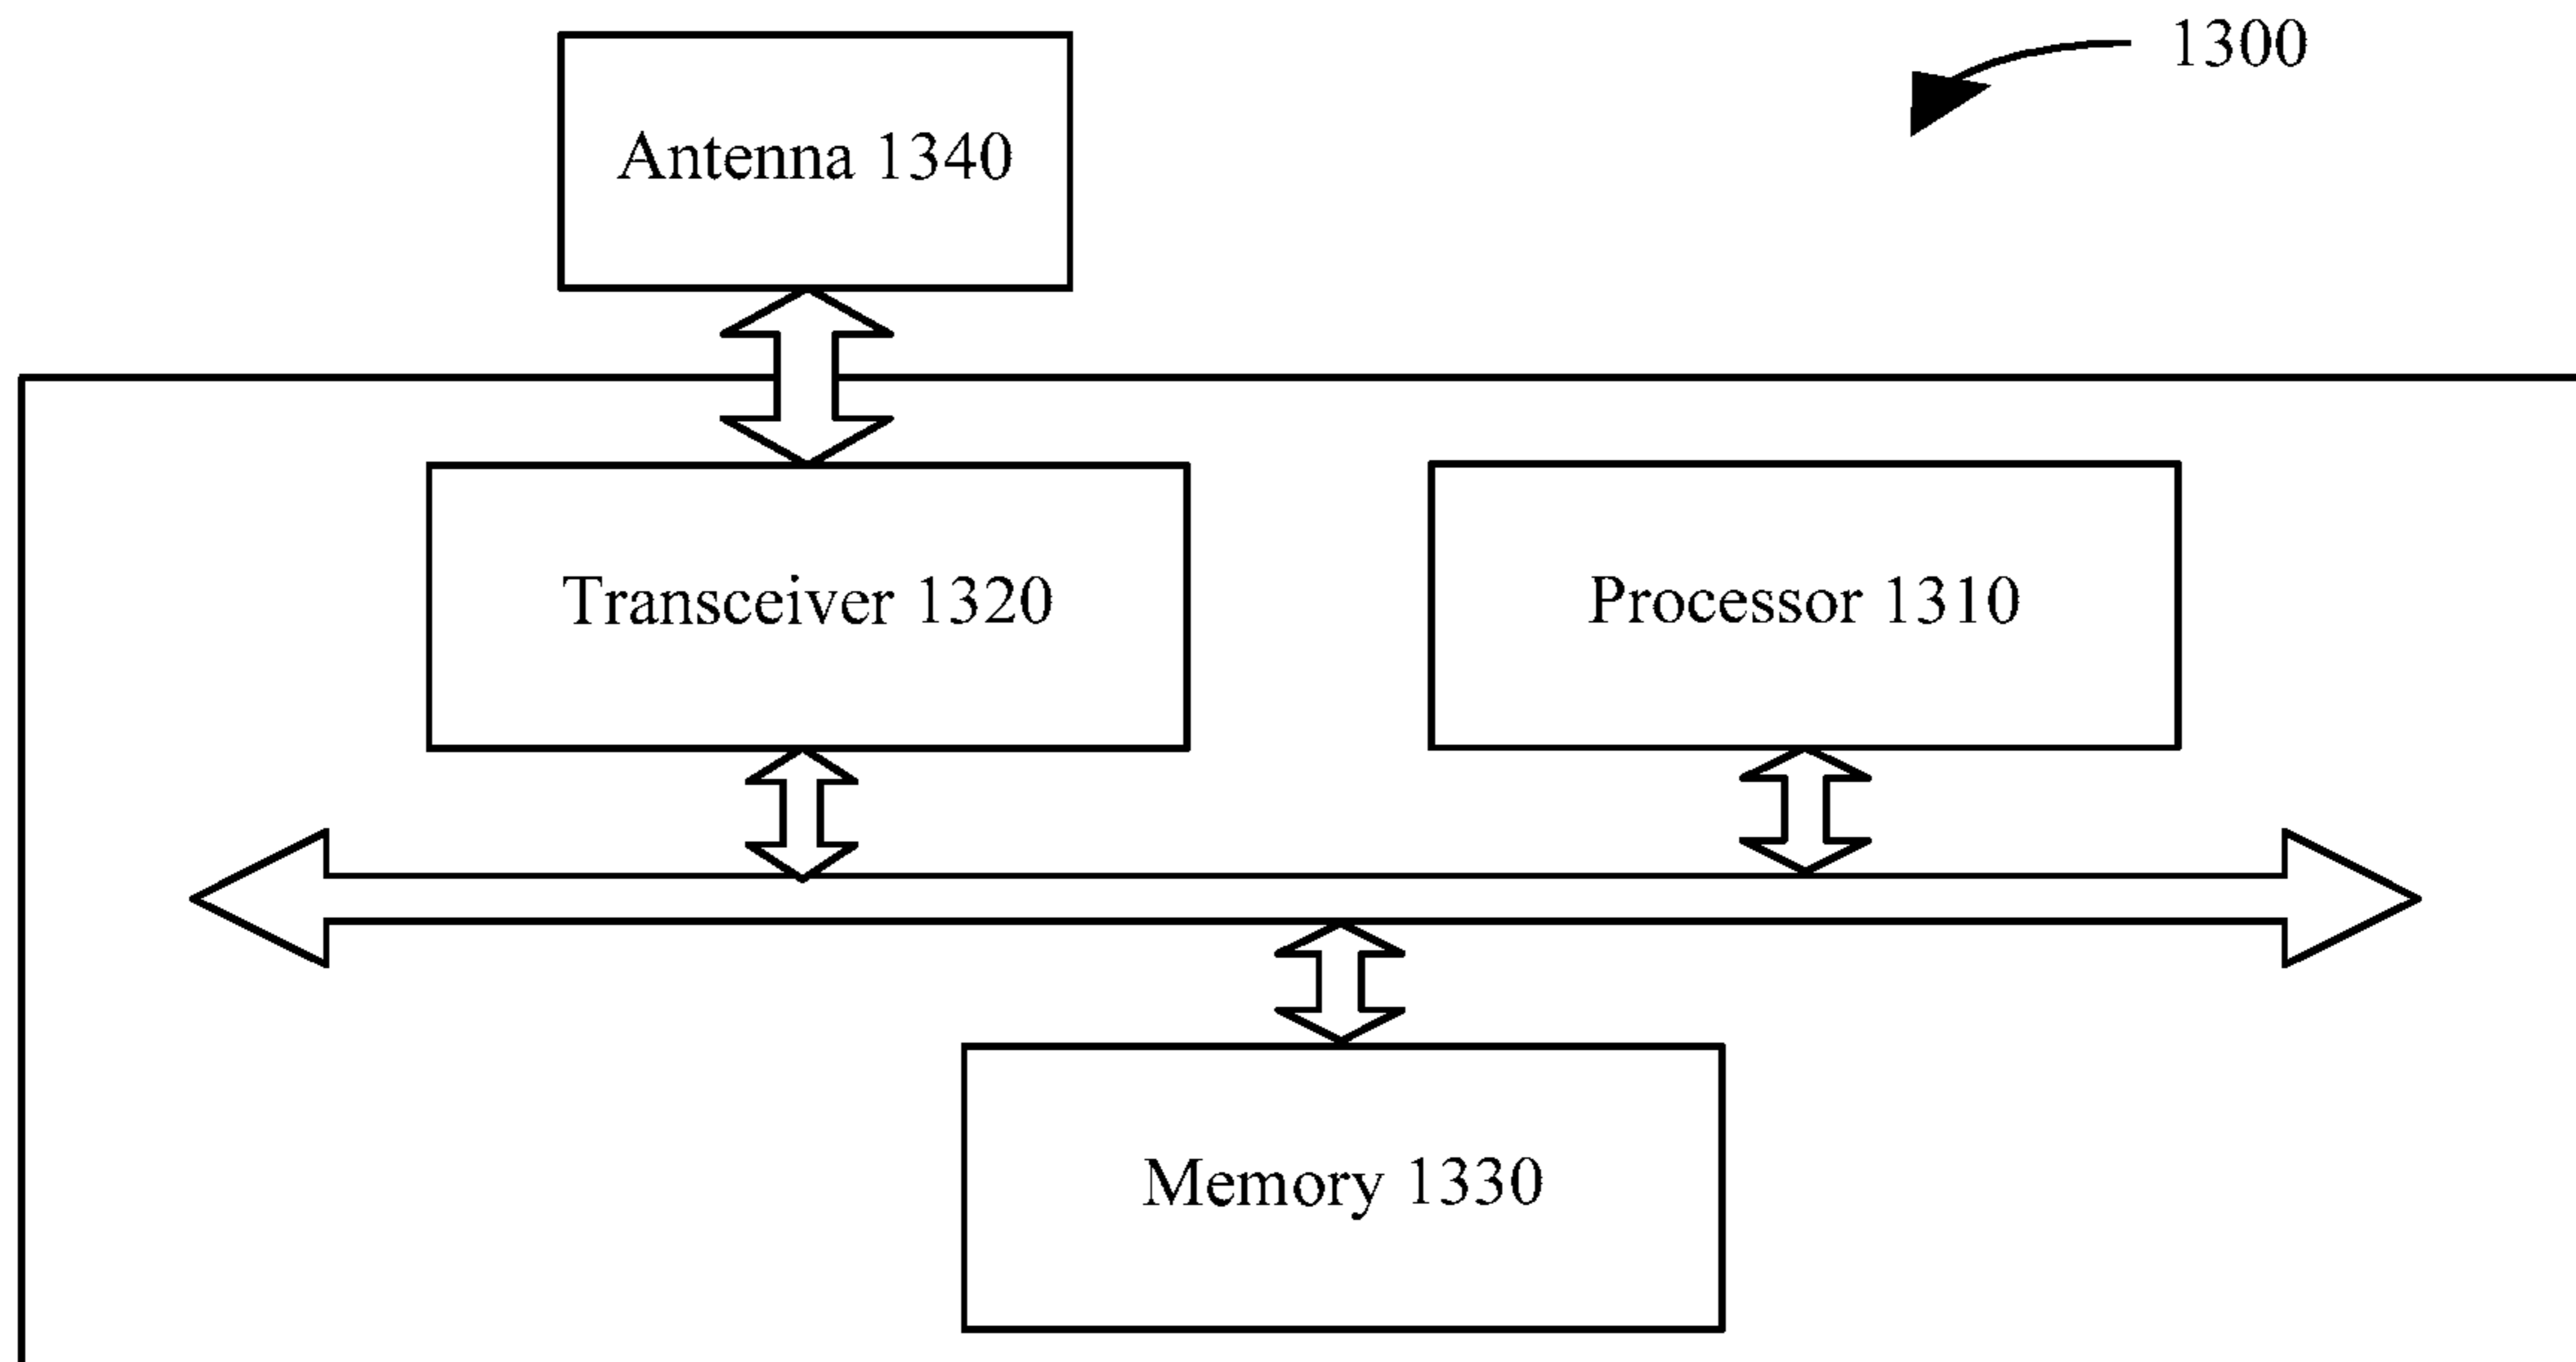 1300
Antenna 1340
Transceiver 1320
Processor 1310
Memory 1330